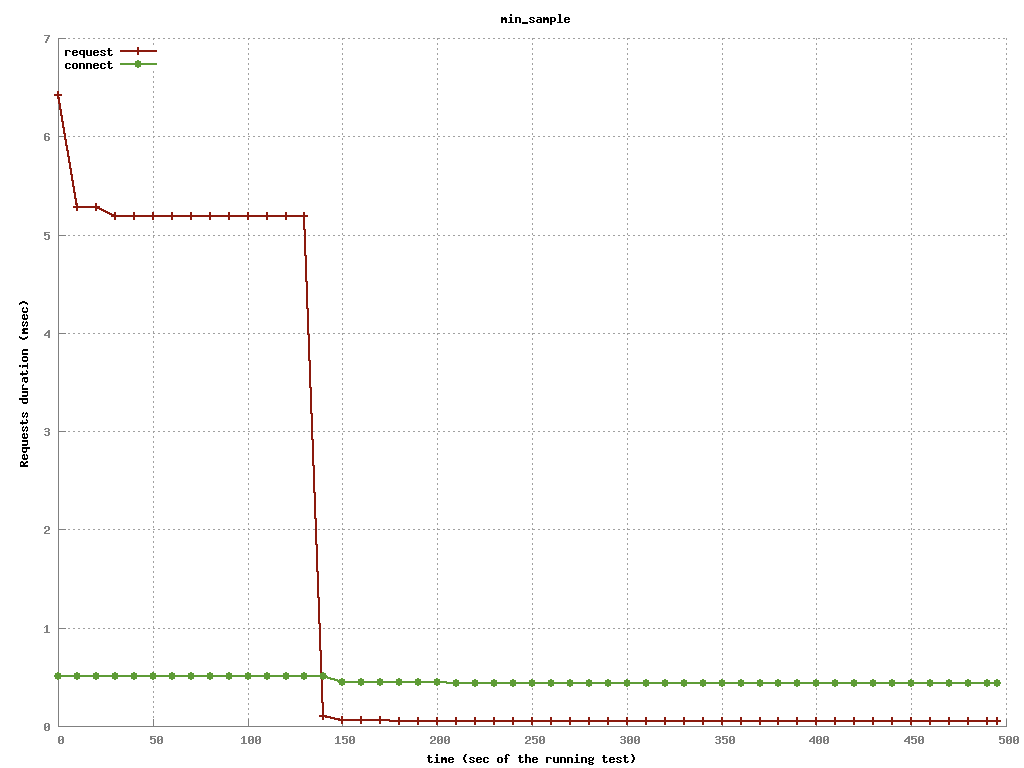 min_sample
7
request
connect
6
5
4
3
2
1
0
Requests duration (msec)
0 50 100 150 200 250 300 350 400 450 500
time (sec of the running test)